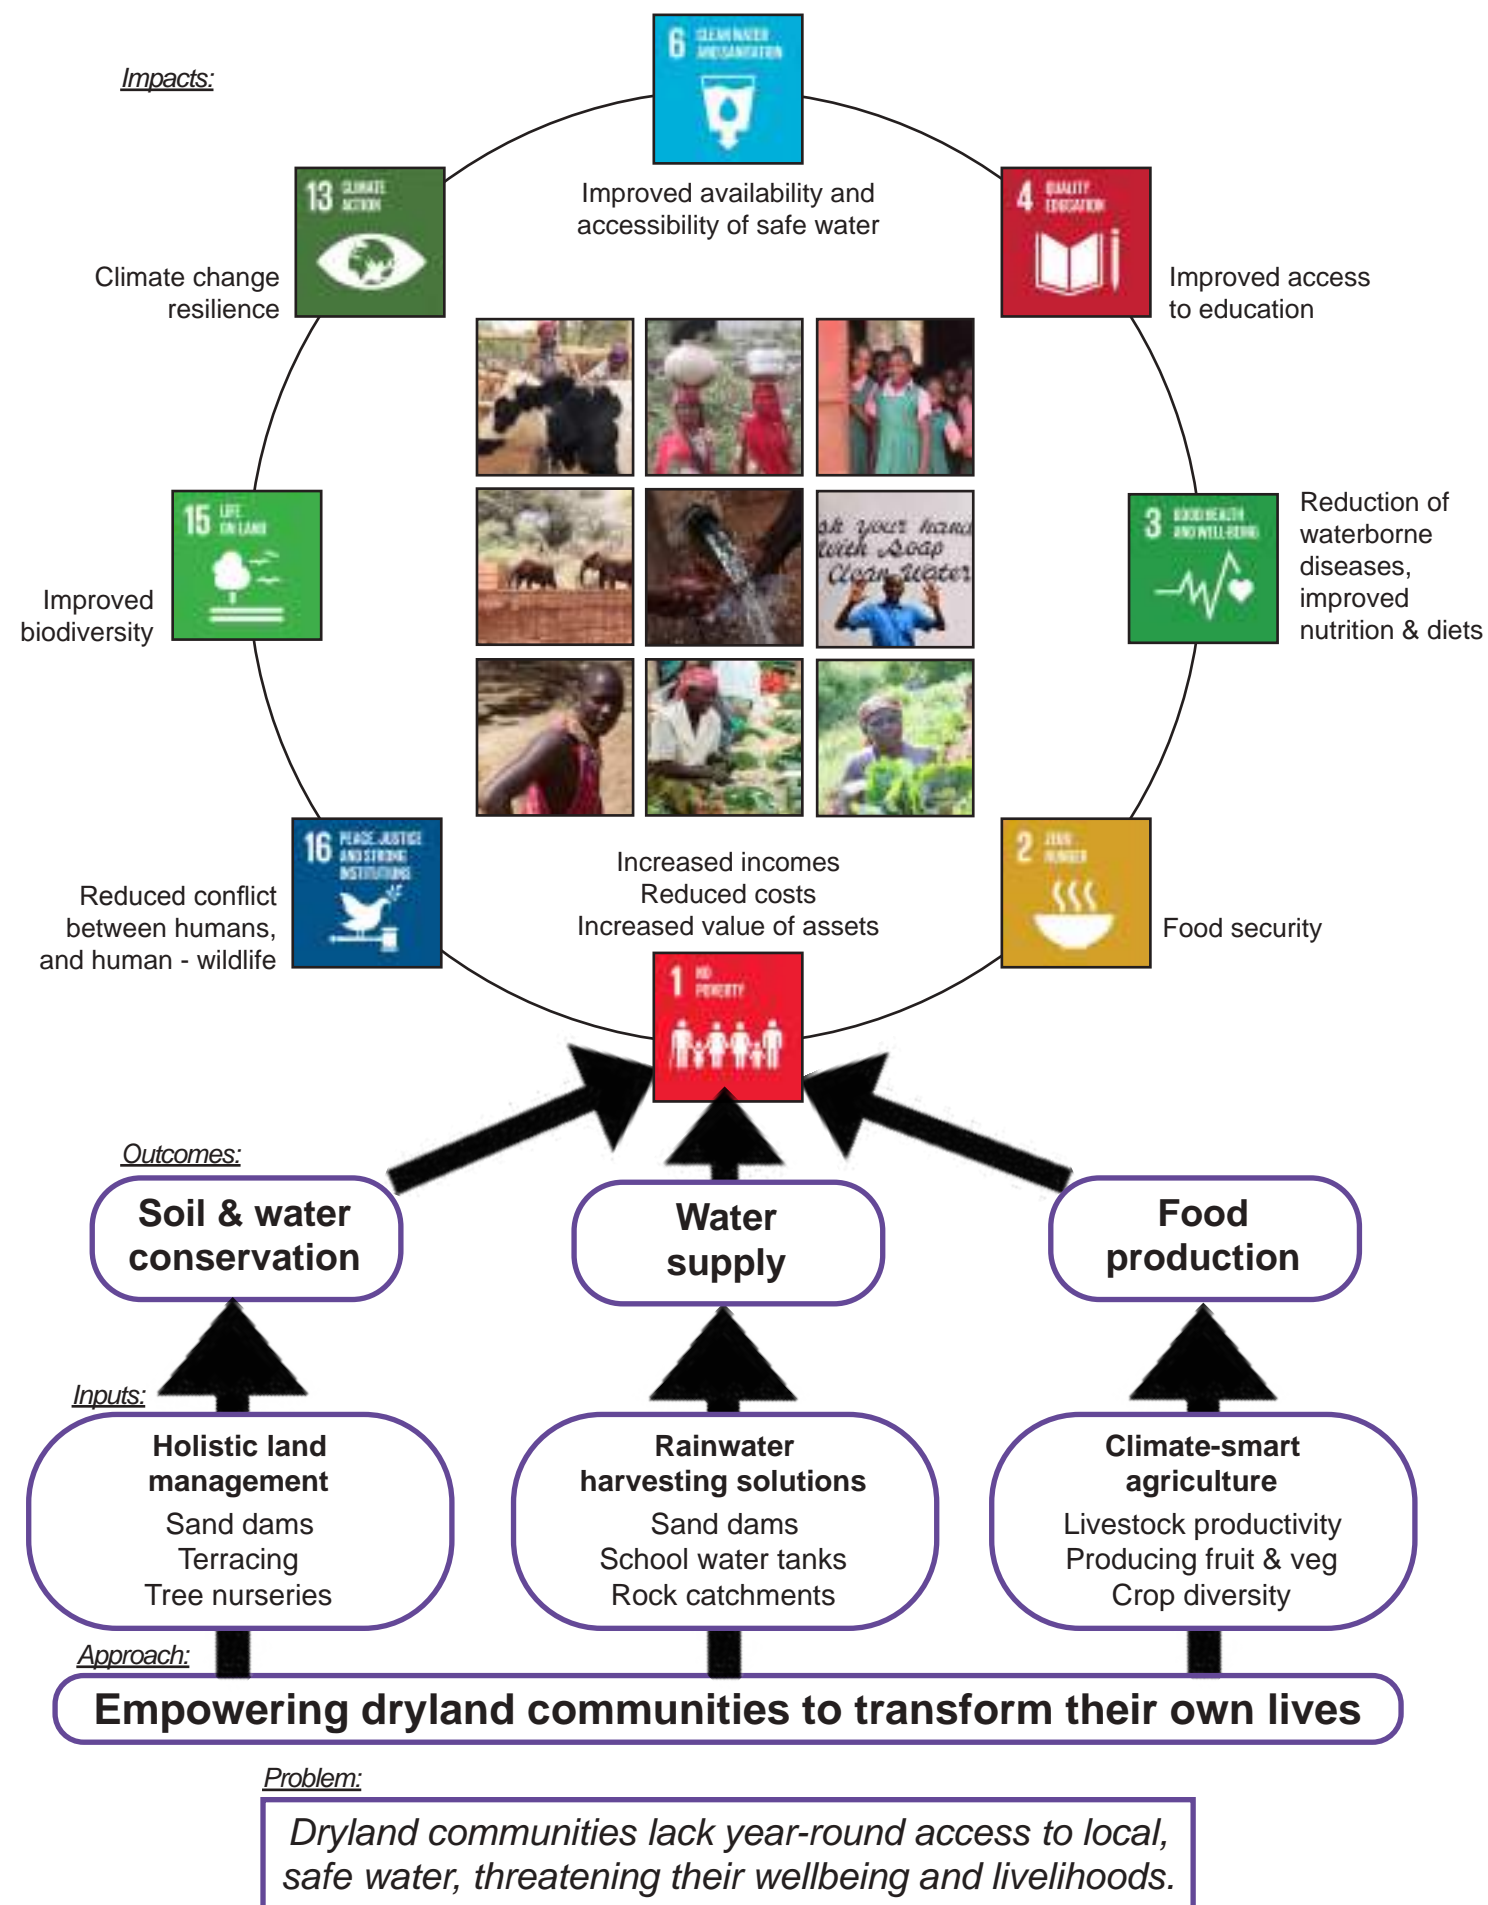 Impacts:
6 CLEAN WATER
AND SANITATION
Improved availability and
accessibility of safe water
13 CLIMATE
ACTION
Climate change
resilience
4 QUALITY
EDUCATION
Improved access
to education
15 LIFE
ON LAND
Improved
biodiversity
sh your hand
with Soap
Clean Water
3 GOOD HEALTH
AND WELL-BEING
Reduction of
waterborne
diseases,
improved
nutrition & diets
16 PEACE, JUSTICE
AND STRONG
INSTITUTIONS
Reduced conflict
between humans,
and human - wildlife
Increased incomes
Reduced costs
Increased value of assets
1 NO
POVERTY
2 ZERO
HUNGER
Food security
Outcomes:
Soil & water
conservation
Water
supply
Food
production
Inputs:
Holistic land
management
Sand dams
Terracing
Tree nurseries
Rainwater
harvesting solutions
Sand dams
School water tanks
Rock catchments
Climate-smart
agriculture
Livestock productivity
Producing fruit & veg
Crop diversity
Approach:
Empowering dryland communities to transform their own lives
Problem:
Dryland communities lack year-round access to local,
safe water, threatening their wellbeing and livelihoods.